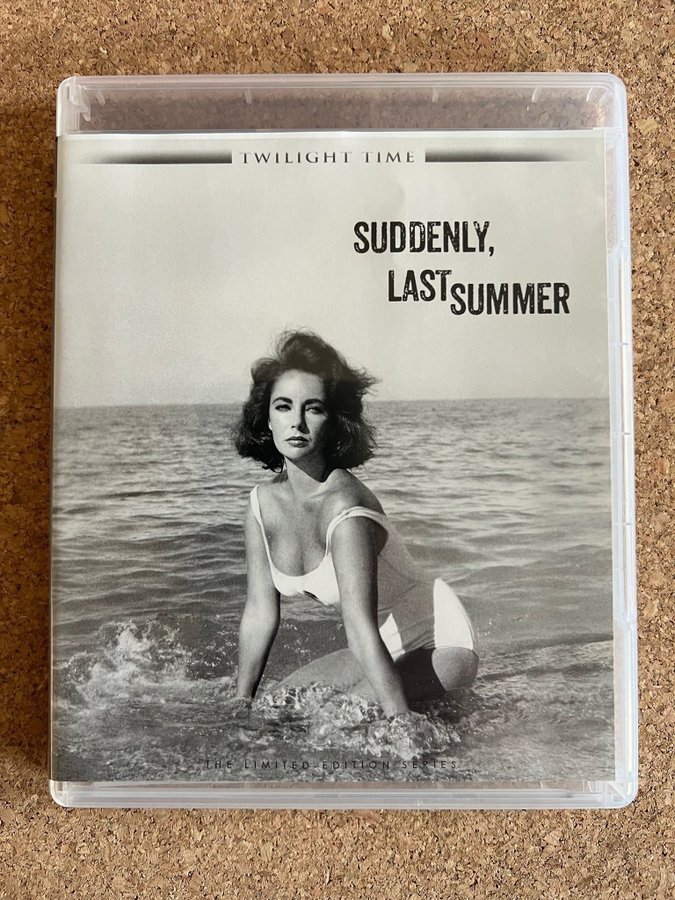 TWILIGHT TIME
SUDDENLY,
LAST SUMMER
THE LIMITED EDITION SERIES